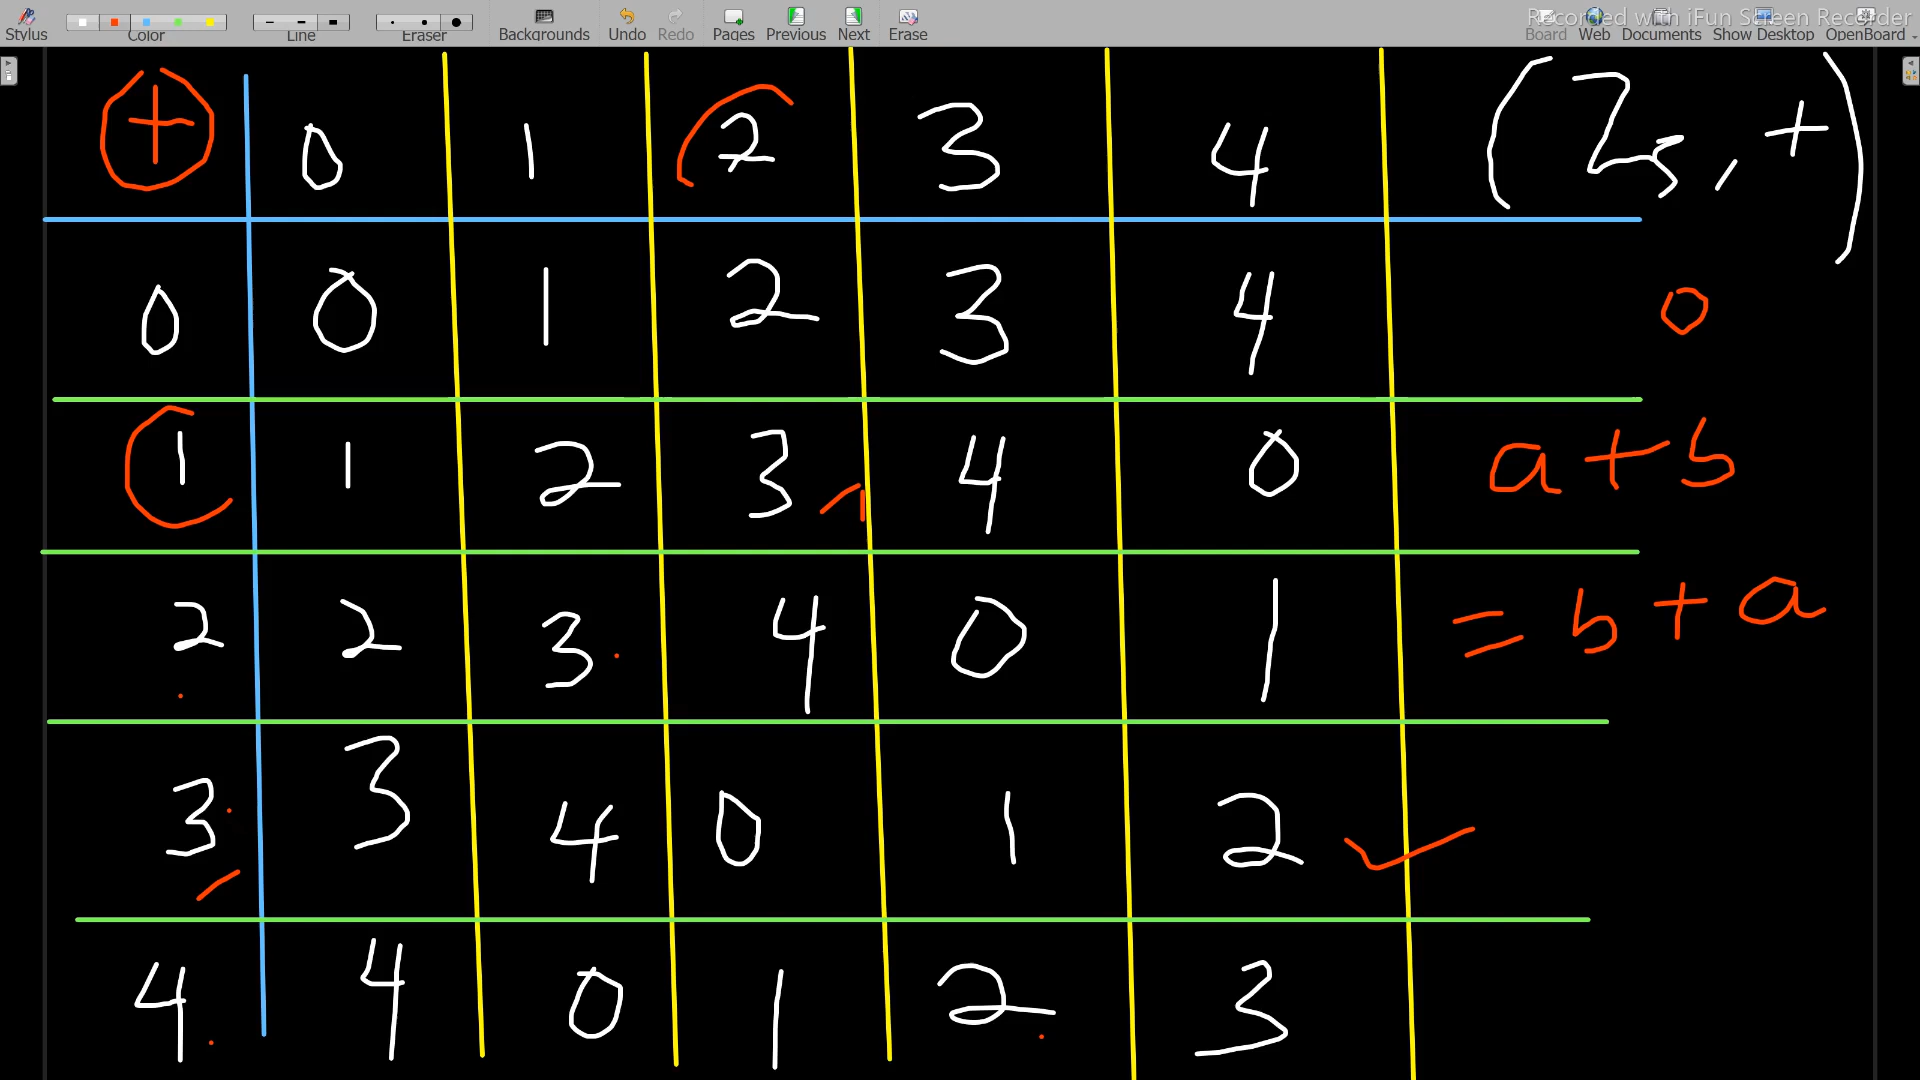 Recorded with iFun Screen Recorder
Stylus Color Line Eraser Backgrounds Undo Redo Pages Previous Next Erase Board Web Documents Show Desktop OpenBoard
+ 0 1 2 3 4 (Z5, +)
0 0 1 2 3 4 0
1 1 2 3 4 0 a + b
2 2 3 4 0 1 = b + a
3 3 4 0 1 2 ✓
4 4 0 1 2 3